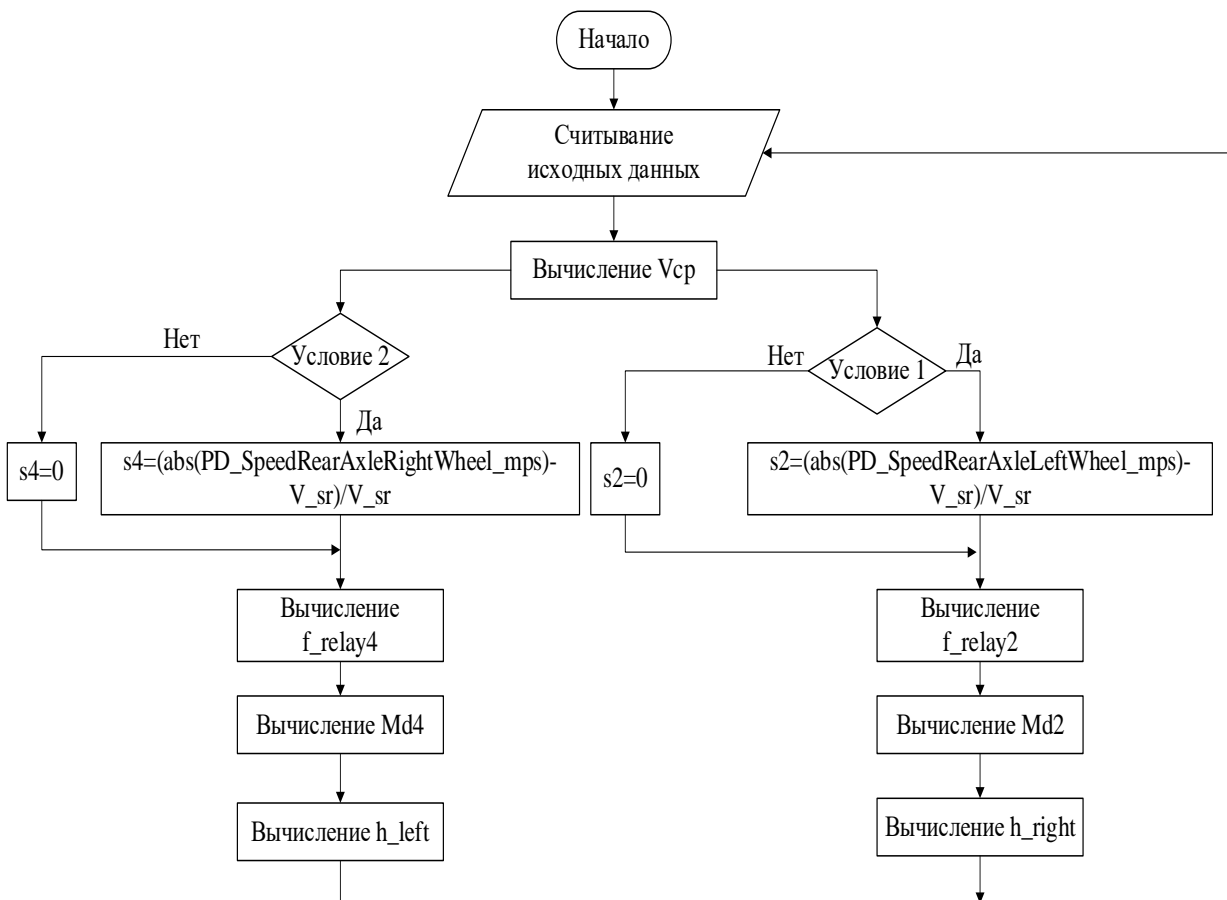 Начало
Считывание
исходных данных
Вычисление Vср
Нет
Условие 2
Да
Нет
Условие 1
Да
s4=0
s4=(abs(PD_SpeedRearAxleRightWheel_mps)-
V_sr)/V_sr
s2=0
s2=(abs(PD_SpeedRearAxleLeftWheel_mps)-
V_sr)/V_sr
Вычисление
f_relay4
Вычисление
f_relay2
Вычисление Md4
Вычисление Md2
Вычисление h_left
Вычисление h_right